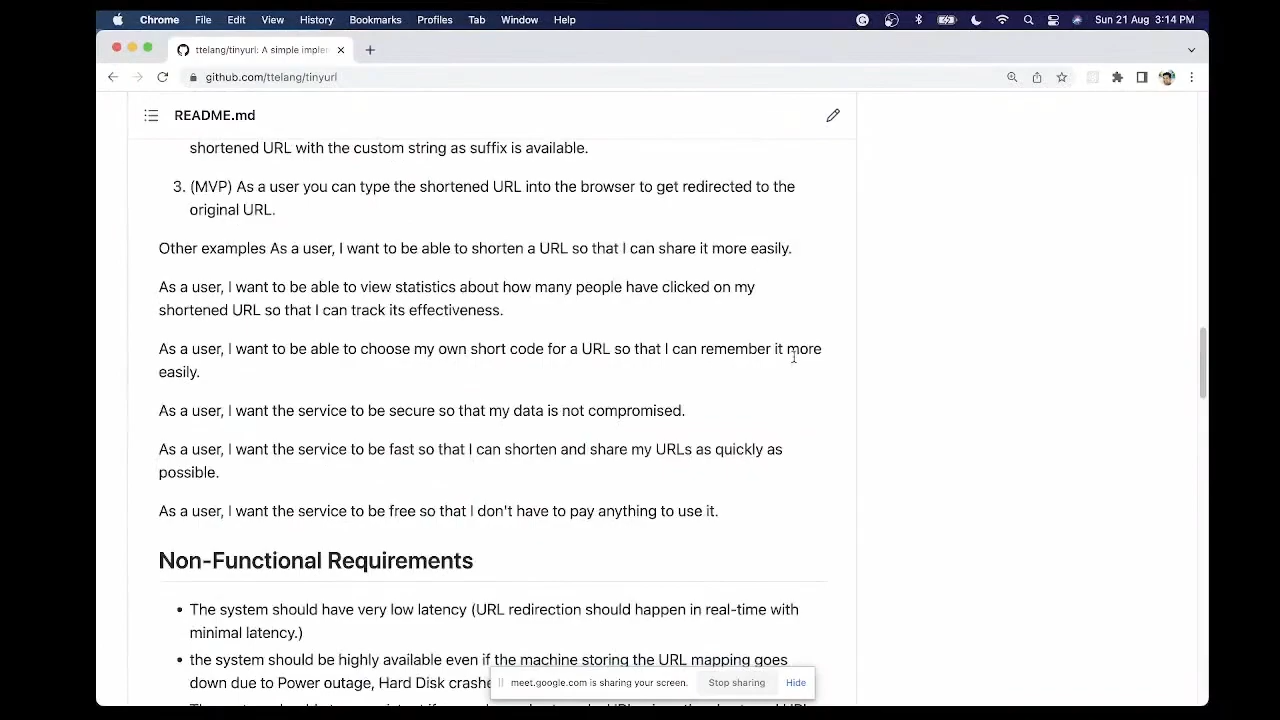 Chrome File Edit View History Bookmarks Profiles Tab Window Help Sun 21 Aug 3:14 PM
ttelang/tinyurl: A simple imple
github.com/ttelang/tinyurl
README.md
shortened URL with the custom string as suffix is available.
3. (MVP) As a user you can type the shortened URL into the browser to get redirected to the
original URL.
Other examples As a user, I want to be able to shorten a URL so that I can share it more easily.
As a user, I want to be able to view statistics about how many people have clicked on my
shortened URL so that I can track its effectiveness.
As a user, I want to be able to choose my own short code for a URL so that I can remember it more
easily.
As a user, I want the service to be secure so that my data is not compromised.
As a user, I want the service to be fast so that I can shorten and share my URLs as quickly as
possible.
As a user, I want the service to be free so that I don't have to pay anything to use it.
Non-Functional Requirements
• The system should have very low latency (URL redirection should happen in real-time with
minimal latency.)
• the system should be highly available even if the machine storing the URL mapping goes
down due to Power outage, Hard Disk crashe
meet.google.com is sharing your screen. Stop sharing Hide